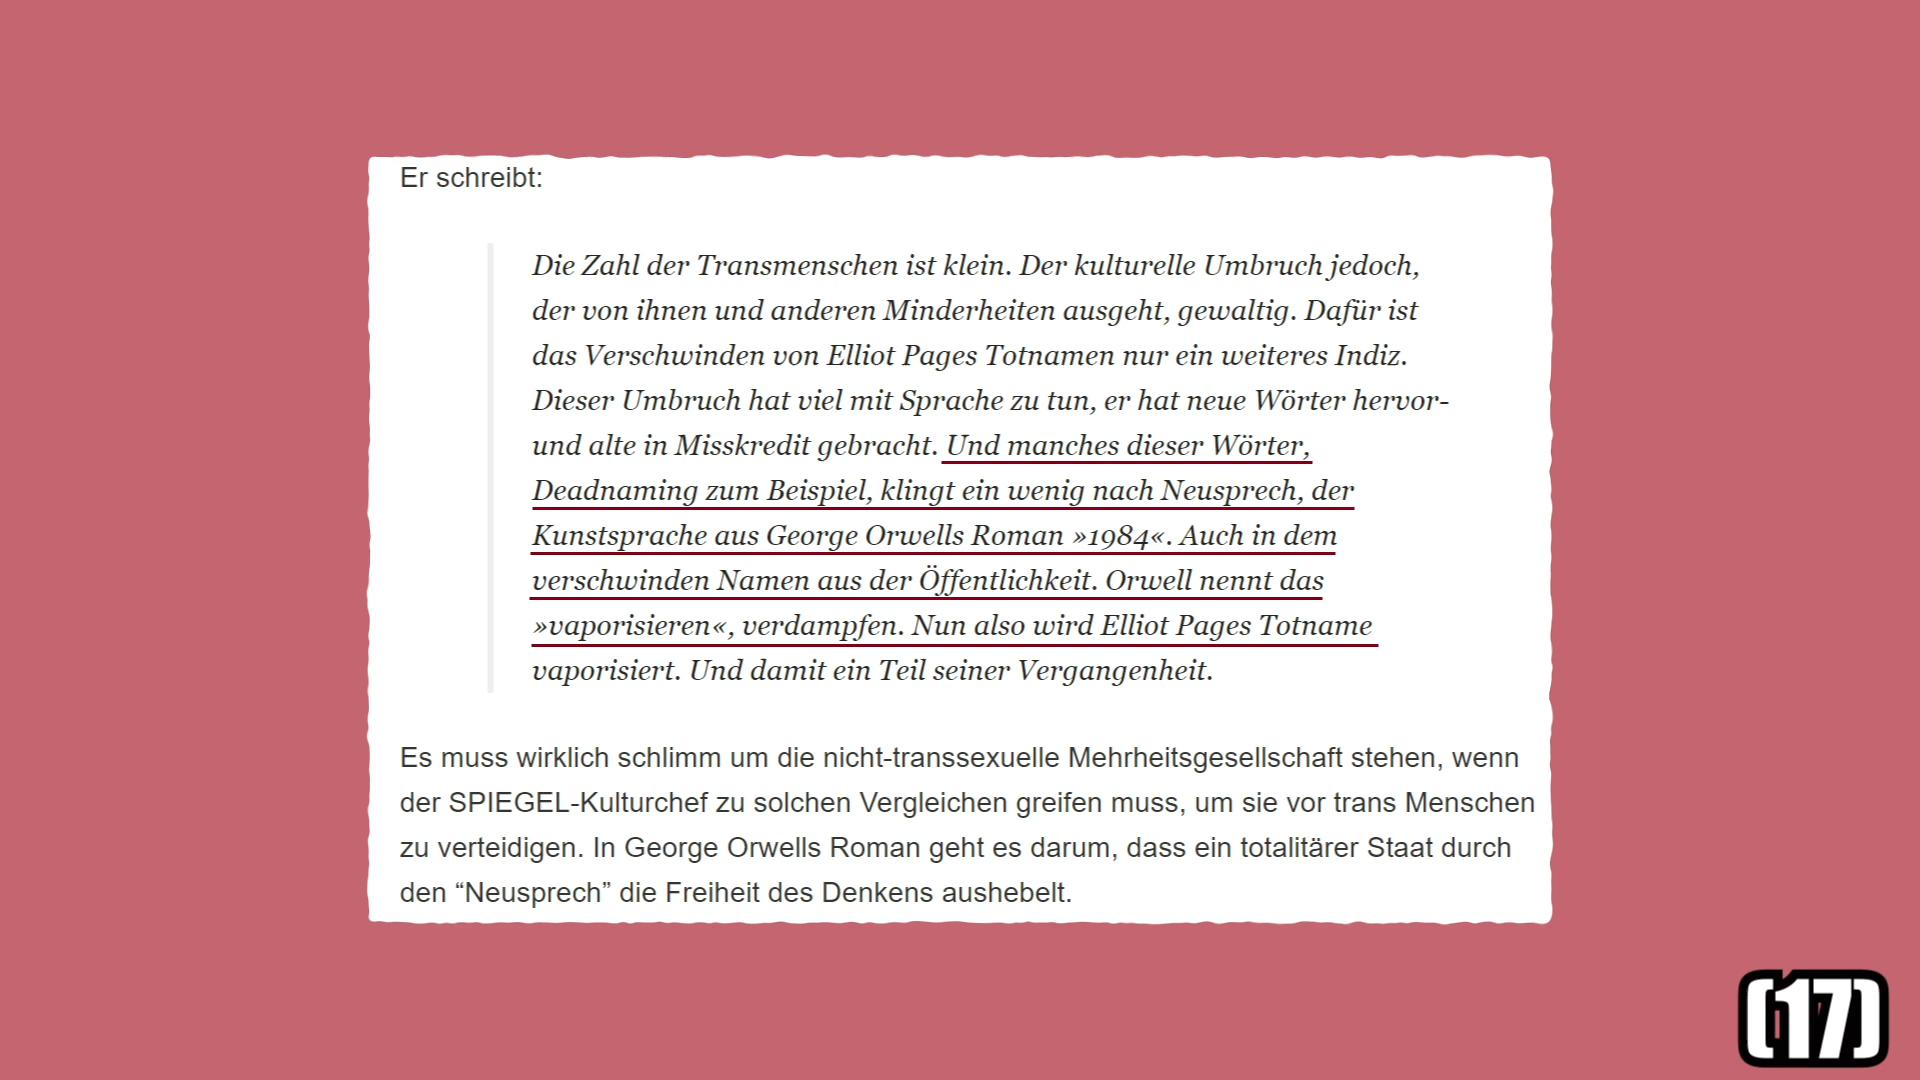 Er schreibt:
Die Zahl der Transmenschen ist klein. Der kulturelle Umbruch jedoch,
der von ihnen und anderen Minderheiten ausgeht, gewaltig. Dafür ist
das Verschwinden von Elliot Pages Totnamen nur ein weiteres Indiz.
Dieser Umbruch hat viel mit Sprache zu tun, er hat neue Wörter hervor-
und alte in Misskredit gebracht. Und manches dieser Wörter,
Deadnaming zum Beispiel, klingt ein wenig nach Neusprech, der
Kunstsprache aus George Orwells Roman »1984«. Auch in dem
verschwinden Namen aus der Öffentlichkeit. Orwell nennt das
»vaporisieren«, verdampfen. Nun also wird Elliot Pages Totname
vaporisiert. Und damit ein Teil seiner Vergangenheit.
Es muss wirklich schlimm um die nicht-transsexuelle Mehrheitsgesellschaft stehen, wenn
der SPIEGEL-Kulturchef zu solchen Vergleichen greifen muss, um sie vor trans Menschen
zu verteidigen. In George Orwells Roman geht es darum, dass ein totalitärer Staat durch
den “Neusprech” die Freiheit des Denkens aushebelt.
(17)